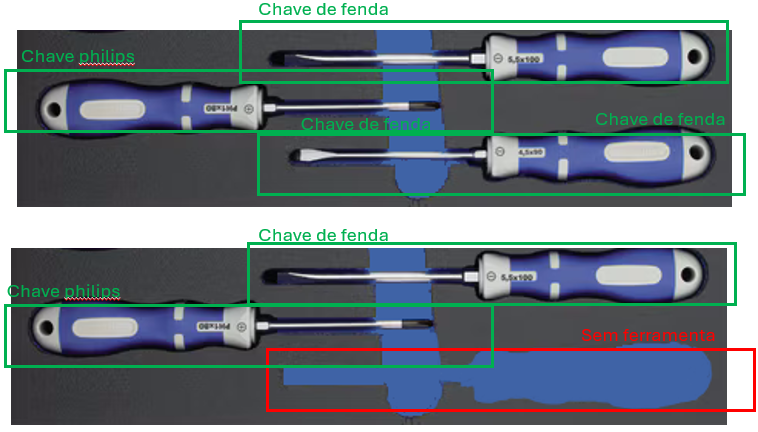 Chave de fenda
Chave philips
5,5x100
PH1x80
Chave de fenda
Chave de fenda
4,5x90
Chave de fenda
Chave philips
5,5x100
PH1x80
Sem ferramenta